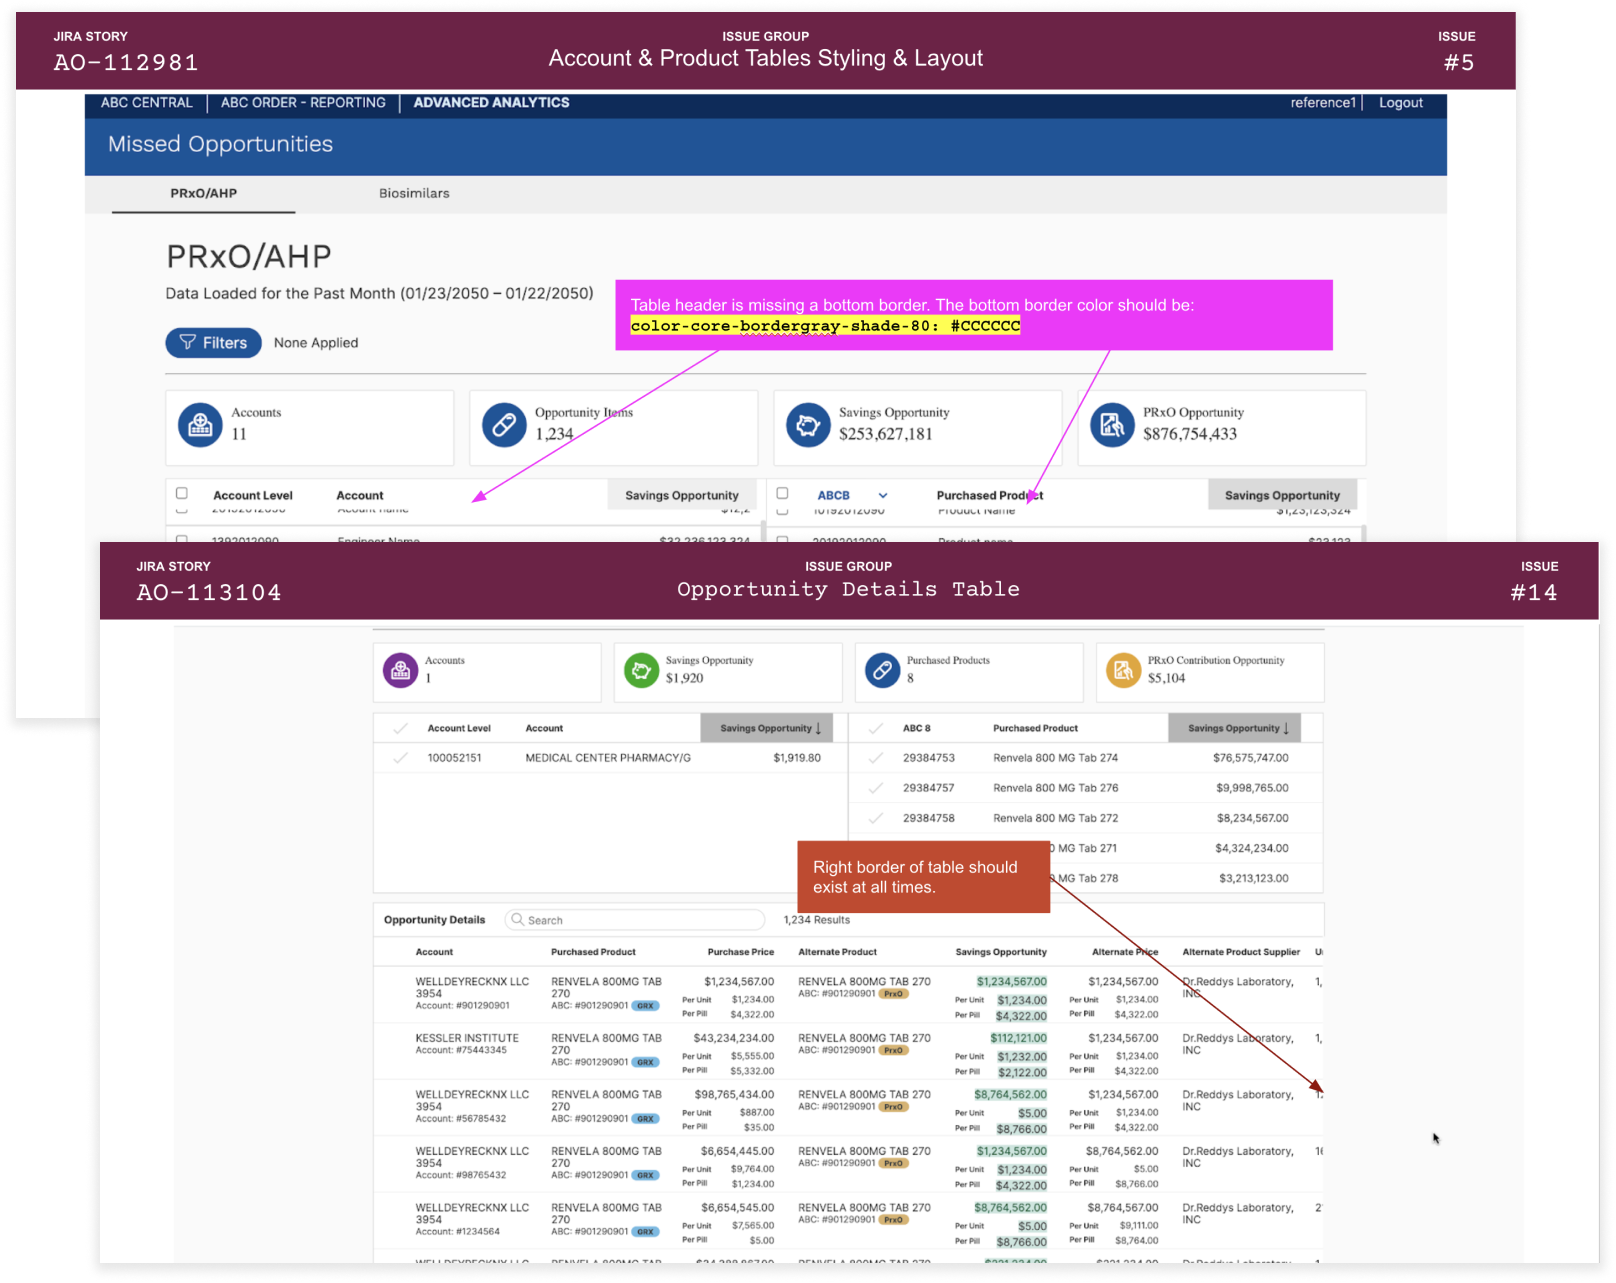 JIRA STORY
AO-112981
ISSUE GROUP
Account & Product Tables Styling & Layout
ISSUE
#5
ABC CENTRAL
ABC ORDER - REPORTING
ADVANCED ANALYTICS
reference1
Logout
Missed Opportunities
PRxO/AHP
Biosimilars
PRxO/AHP
Data Loaded for the Past Month (01/23/2050 – 01/22/2050)
Table header is missing a bottom border. The bottom border color should be:
color-core-bordergray-shade-80: #CCCCCC
Filters
None Applied
Accounts
11
Opportunity Items
1,234
Savings Opportunity
$253,627,181
PRxO Opportunity
$876,754,433
Account Level Account Savings Opportunity
ABCB Purchased Product Savings Opportunity
Account name
10192012090 Product Name $1,23,123,324
1392012090 Engineer Name $32,236,123,324
20192012090 Product name $23,123
JIRA STORY
AO-113104
ISSUE GROUP
Opportunity Details Table
ISSUE
#14
Accounts
1
Savings Opportunity
$1,920
Purchased Products
8
PRxO Contribution Opportunity
$5,104
Account Level Account Savings Opportunity ↓
ABC 8 Purchased Product Savings Opportunity ↓
100052151 MEDICAL CENTER PHARMACY/G $1,919.80
29384753 Renvela 800 MG Tab 274 $76,575,747.00
29384757 Renvela 800 MG Tab 276 $9,998,765.00
29384758 Renvela 800 MG Tab 272 $8,234,567.00
0 MG Tab 271 $4,324,234.00
MG Tab 278 $3,213,123.00
Right border of table should
exist at all times.
Opportunity Details
Search
1,234 Results
Account Purchased Product Purchase Price Alternate Product Savings Opportunity Alternate Price Alternate Product Supplier
WELLDEYRECKNX LLC RENVELA 800MG TAB $1,234,567.00 RENVELA 800MG TAB 270 $1,234,567.00 $1,234,567.00 Dr.Reddys Laboratory, 1,
3954 270 ABC: #901290901 PrxO INC
Account: #901290901 ABC: #901290901 GRX Per Unit $1,234.00 Per Unit $1,234.00 Per Unit $1,234.00
Per Pill $4,322.00 Per Pill $4,322.00 Per Pill $4,322.00
KESSLER INSTITUTE RENVELA 800MG TAB $43,234,234.00 RENVELA 800MG TAB 270 $112,121.00 $1,234,567.00 Dr.Reddys Laboratory, 1,
Account: #75443345 270 ABC: #901290901 PrxO INC
ABC: #901290901 GRX Per Unit $5,555.00 Per Unit $1,232.00 Per Unit $1,234.00
Per Pill $5,332.00 Per Pill $2,122.00 Per Pill $4,322.00
WELLDEYRECKNX LLC RENVELA 800MG TAB $98,765,434.00 RENVELA 800MG TAB 270 $8,764,562.00 $1,234,567.00 Dr.Reddys Laboratory,
3954 270 ABC: #901290901 PrxO INC
Account: #56785432 ABC: #901290901 GRX Per Unit $887.00 Per Unit $5.00 Per Unit $1,234.00
Per Pill $35.00 Per Pill $8,766.00 Per Pill $4,322.00
WELLDEYRECKNX LLC RENVELA 800MG TAB $6,654,445.00 RENVELA 800MG TAB 270 $1,234,567.00 $8,764,562.00 Dr.Reddys Laboratory,
3954 270 ABC: #901290901 PrxO INC
Account: #98765432 ABC: #901290901 GRX Per Unit $9,764.00 Per Unit $1,234.00 Per Unit $5.00
Per Pill $1,234.00 Per Pill $4,322.00 Per Pill $8,766.00
WELLDEYRECKNX LLC RENVELA 800MG TAB $6,654,545.00 RENVELA 800MG TAB 270 $8,764,562.00 $8,764,567.00 Dr.Reddys Laboratory,
3954 270 ABC: #901290901 PrxO INC
Account: #1234564 ABC: #901290901 GRX Per Unit $7,565.00 Per Unit $5.00 Per Unit $9,111.00
Per Pill $5.00 Per Pill $8,766.00 Per Pill $8,764.00